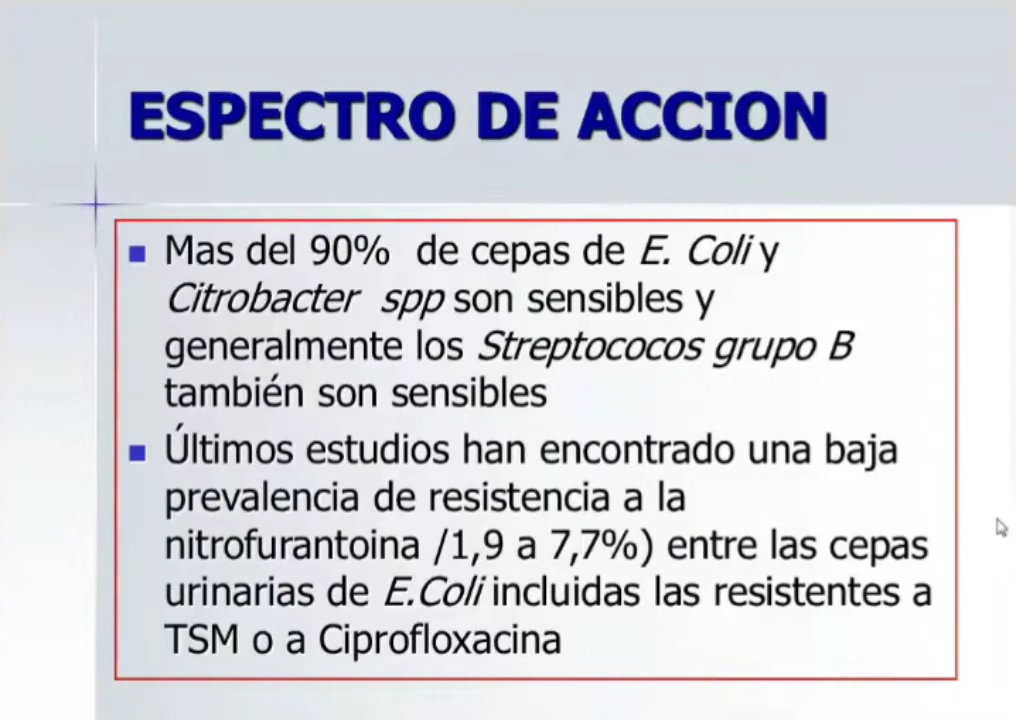 ESPECTRO DE ACCION
Mas del 90% de cepas de E. Coli y
Citrobacter spp son sensibles y
generalmente los Streptococos grupo B
también son sensibles
Últimos estudios han encontrado una baja
prevalencia de resistencia a la
nitrofurantoina /1,9 a 7,7%) entre las cepas
urinarias de E.Coli incluidas las resistentes a
TSM o a Ciprofloxacina